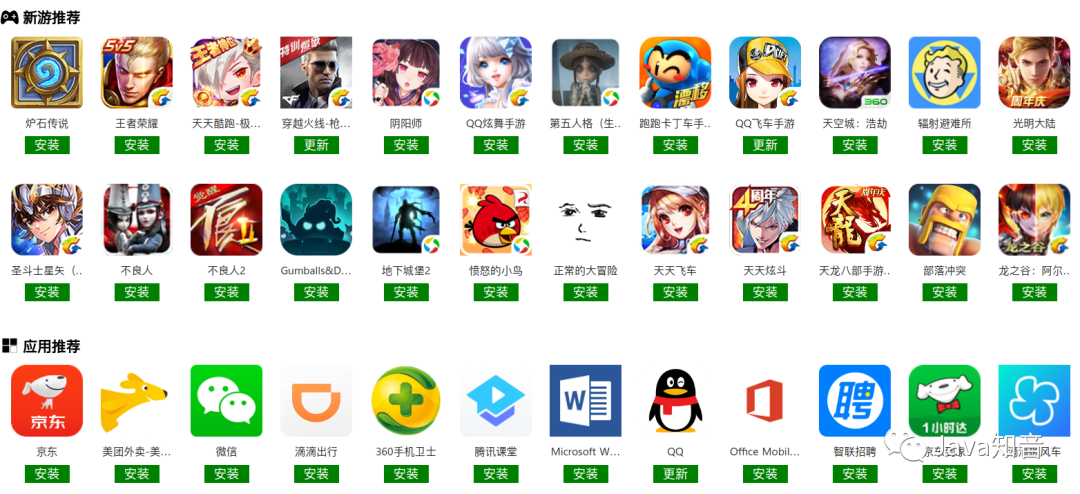 新游推荐
炉石传说 王者荣耀 天天酷跑-极... 穿越火线-枪... 阴阳师 QQ炫舞手游 第五人格（生... 跑跑卡丁车手... QQ飞车手游 天空城：浩劫 辐射避难所 光明大陆
安装 安装 安装 更新 安装 安装 安装 安装 更新 安装 安装 安装
圣斗士星矢（... 不良人 不良人2 Gumballs&D... 地下城堡2 愤怒的小鸟 正常的大冒险 天天飞车 天天炫斗 天龙八部手游... 部落冲突 龙之谷：阿尔...
安装 安装 安装 安装 安装 安装 安装 安装 安装 安装 安装 安装
应用推荐
京东 1小时达
京东 美团外卖-美... 微信 滴滴出行 360手机卫士 腾讯课堂 Microsoft W... QQ Office Mobil... 智联招聘
安装 安装 安装 安装 安装 安装 安装 更新 安装 安装 安装 安装
Java知音